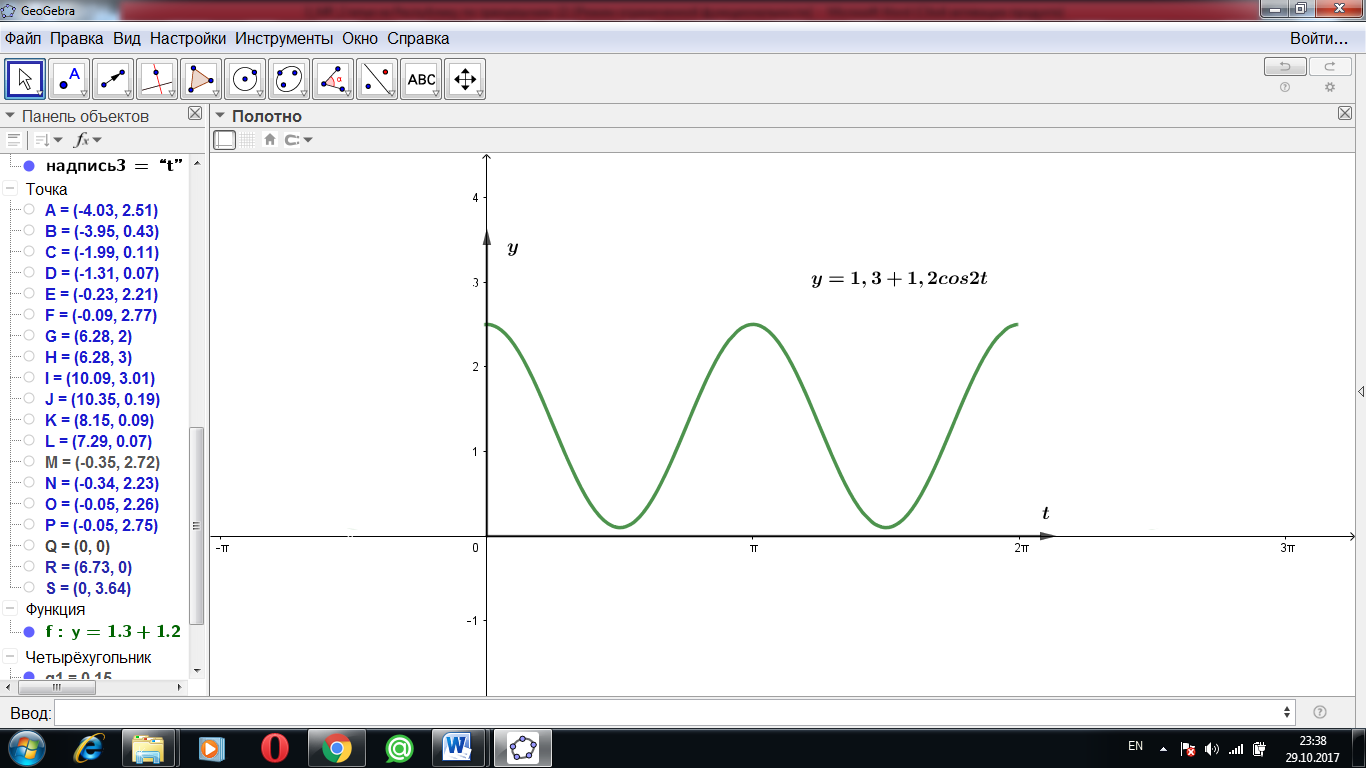 GeoGebra
Файл Правка Вид Настройки Инструменты Окно Справка Войти...
ABC
Панель объектов
Полотно
надпись3 = “t”
Точка
A = (-4.03, 2.51)
B = (-3.95, 0.43)
C = (-1.99, 0.11)
D = (-1.31, 0.07)
E = (-0.23, 2.21)
F = (-0.09, 2.77)
G = (6.28, 2)
H = (6.28, 3)
I = (10.09, 3.01)
J = (10.35, 0.19)
K = (8.15, 0.09)
L = (7.29, 0.07)
M = (-0.35, 2.72)
N = (-0.34, 2.23)
O = (-0.05, 2.26)
P = (-0.05, 2.75)
Q = (0, 0)
R = (6.73, 0)
S = (0, 3.64)
Функция
f : y = 1.3 + 1.2
Четырёхугольник
4
y
3
y = 1, 3 + 1, 2cos2t
2
1
t
-π 0 π 2π 3π
-1
Ввод:
EN
23:38
29.10.2017